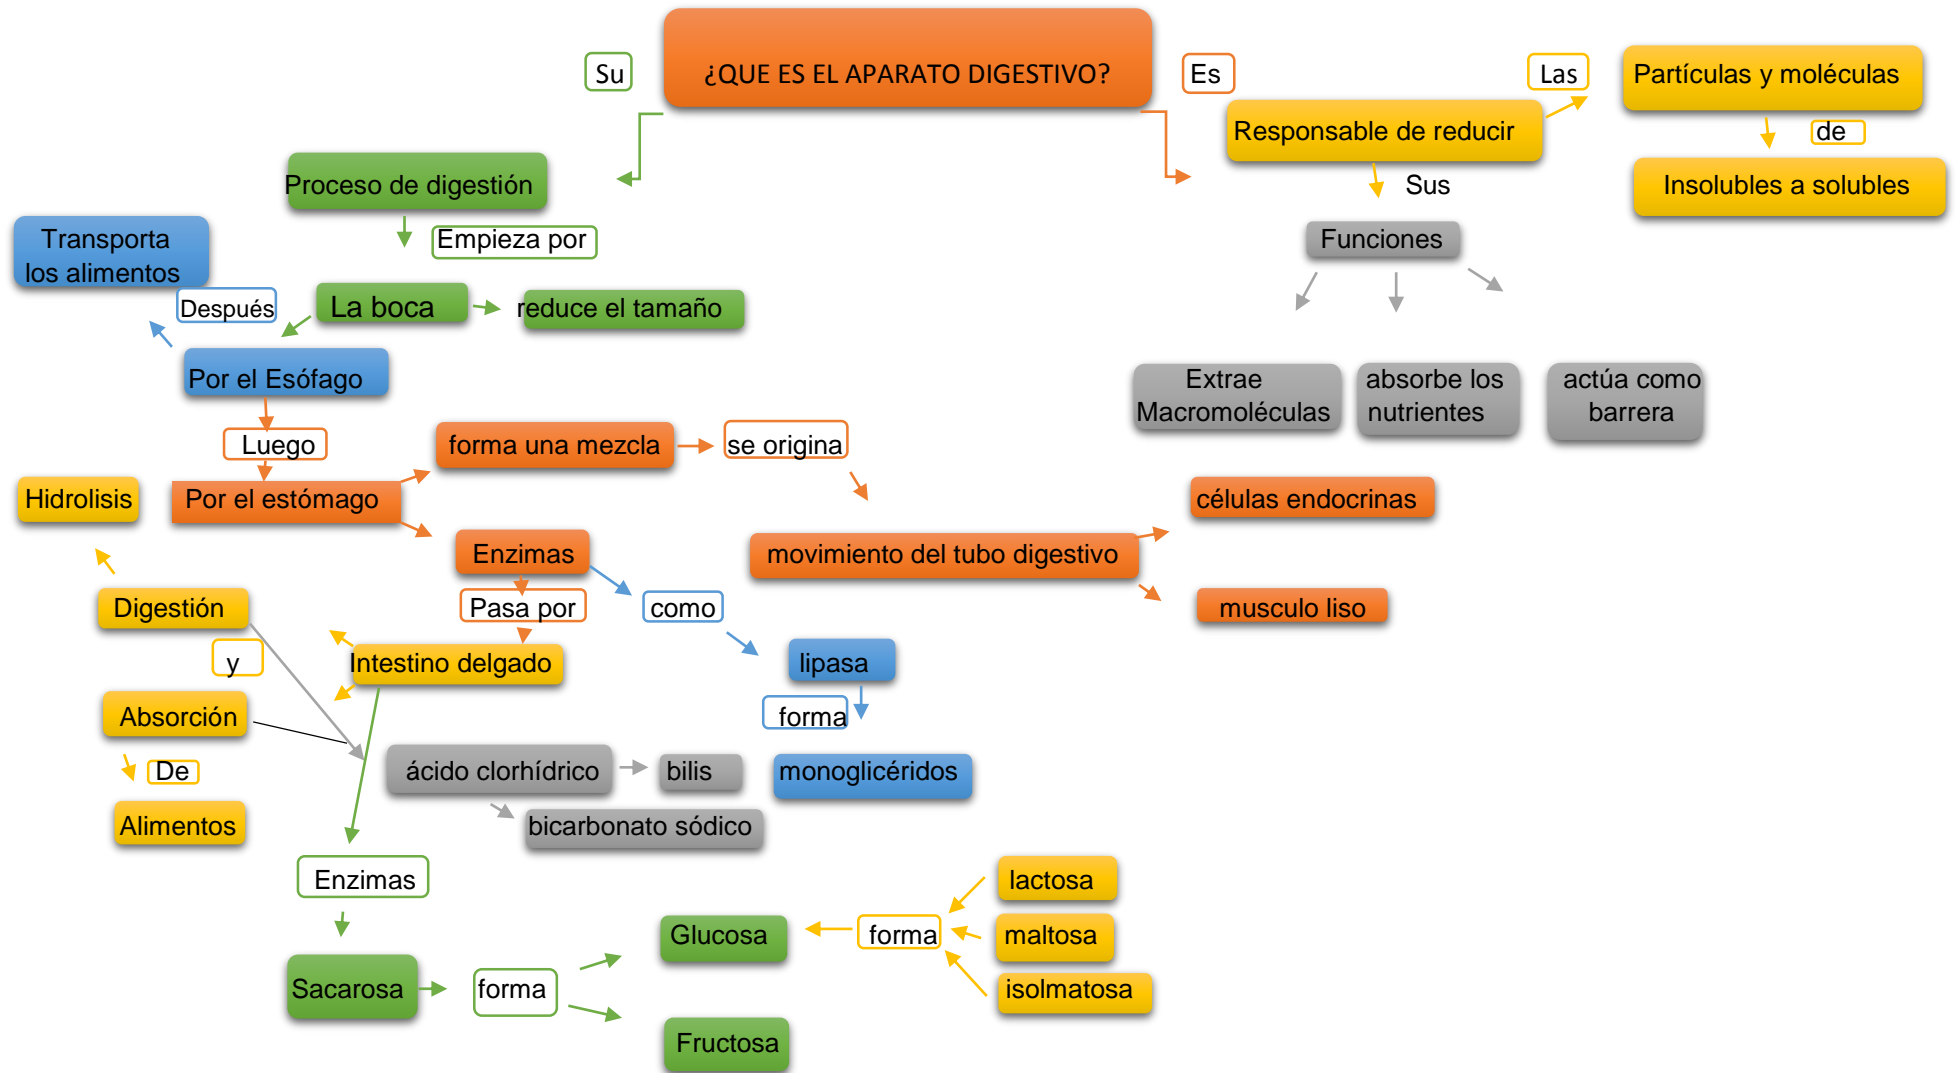 ¿QUE ES EL APARATO DIGESTIVO?
Su
Es
Las
Partículas y moléculas
Responsable de reducir
de
Insolubles a solubles
Sus
Funciones
Extrae
Macromoléculas
absorbe los
nutrientes
actúa como
barrera
Proceso de digestión
Empieza por
Transporta
los alimentos
Después
La boca
reduce el tamaño
Por el Esófago
Luego
forma una mezcla
se origina
Hidrolisis
Por el estómago
células endocrinas
Enzimas
movimiento del tubo digestivo
Pasa por
como
musculo liso
Digestión
y
Intestino delgado
lipasa
Absorción
forma
De
ácido clorhídrico
bilis
monoglicéridos
Alimentos
bicarbonato sódico
Enzimas
lactosa
Glucosa
forma
maltosa
Sacarosa
forma
isolmatosa
Fructosa